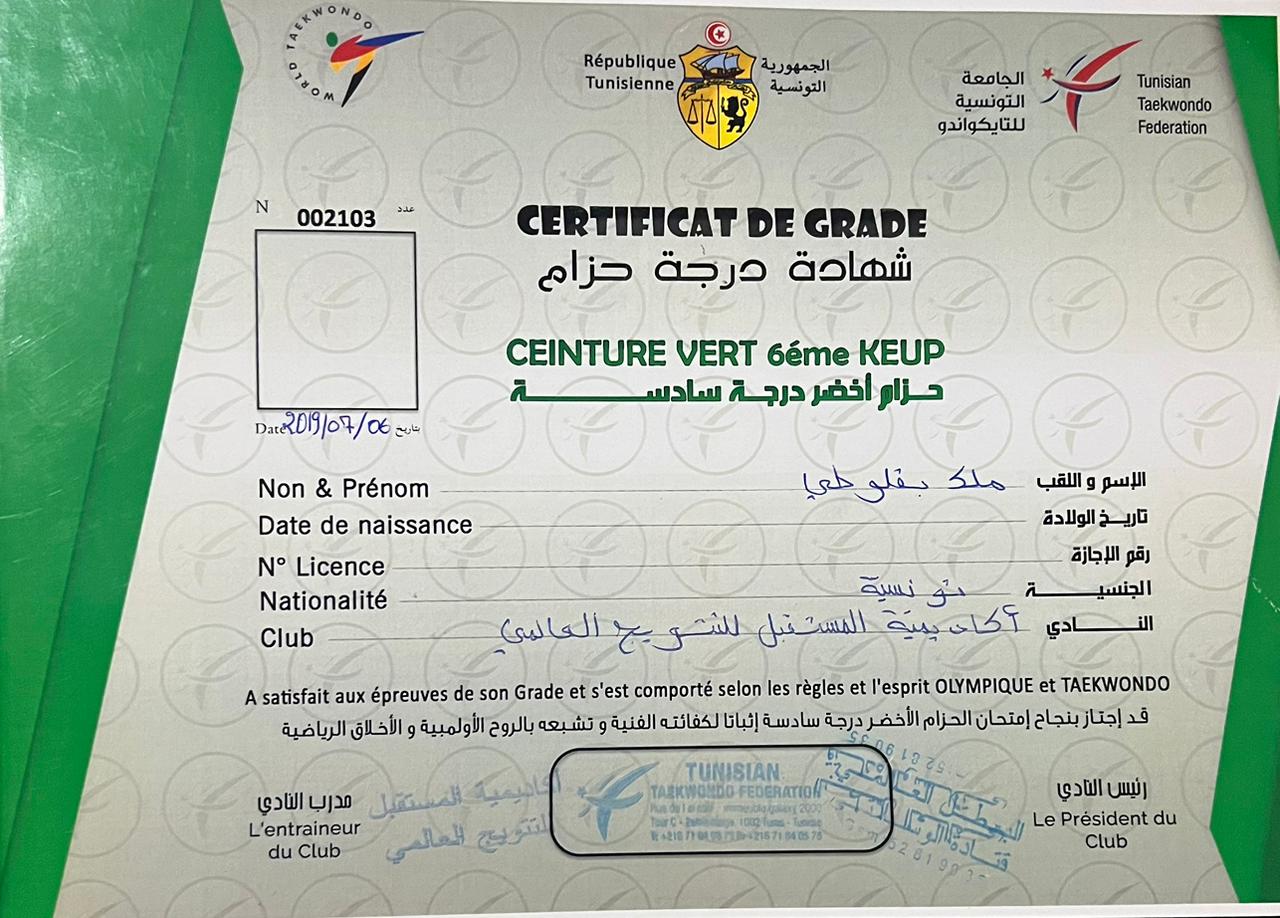 WORLD TAEKWONDO
République
Tunisienne
الجمهورية
التونسية
الجامعة
التونسية
للتايكواندو
Tunisian
Taekwondo
Federation
N 002103 عدد
CERTIFICAT DE GRADE
شهادة درجة حزام
CEINTURE VERT 6éme KEUP
حزام أخضر درجة سادسة
Date 2019/07/06 بتاريخ
Non & Prénom ملك بقلوطي الإسم و اللقب
Date de naissance تاريخ الولادة
N° Licence رقم الإجازة
Nationalité تونسية الجنسية
Club أكاديمية المستقبل للتتويج العالمي النادي
A satisfait aux épreuves de son Grade et s'est comporté selon les règles et l'esprit OLYMPIQUE et TAEKWONDO
قد إجتاز بنجاح إمتحان الحزام الأخضر درجة سادسة إثباتا لكفائته الفنية و تشبعه بالروح الأولمبية و الأخلاق الرياضية
مدرب النادي
L'entraineur
du Club
أكاديمية المستقبل
للتتويج العالمي
TUNISIAN
TAEKWONDO FEDERATION
رئيس النادي
Le Président du
Club